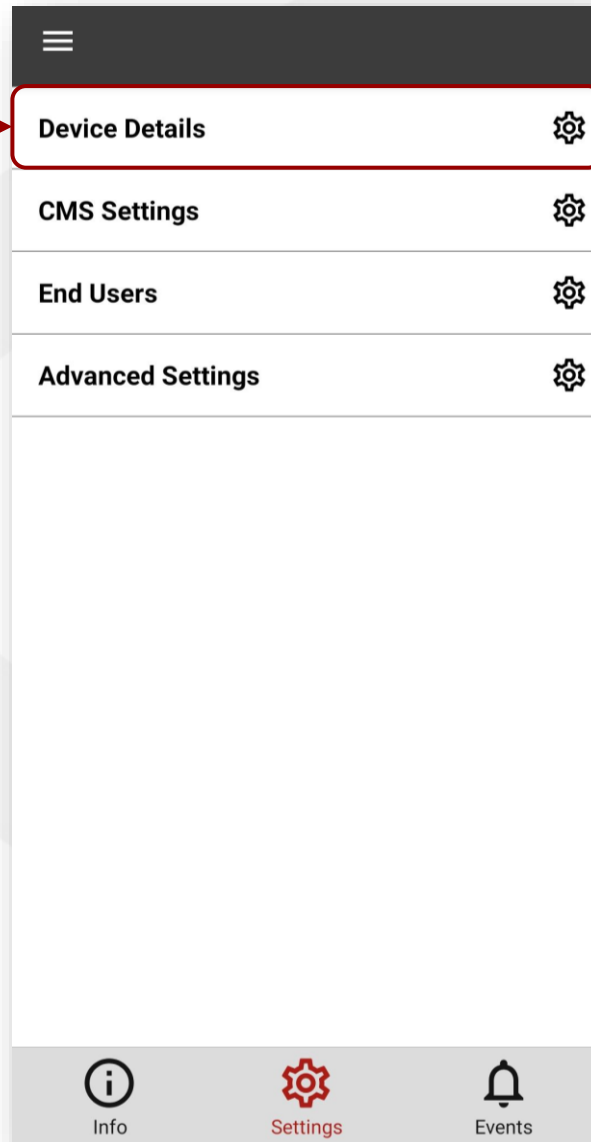 Device Details
CMS Settings
End Users
Advanced Settings
Info
Settings
Events